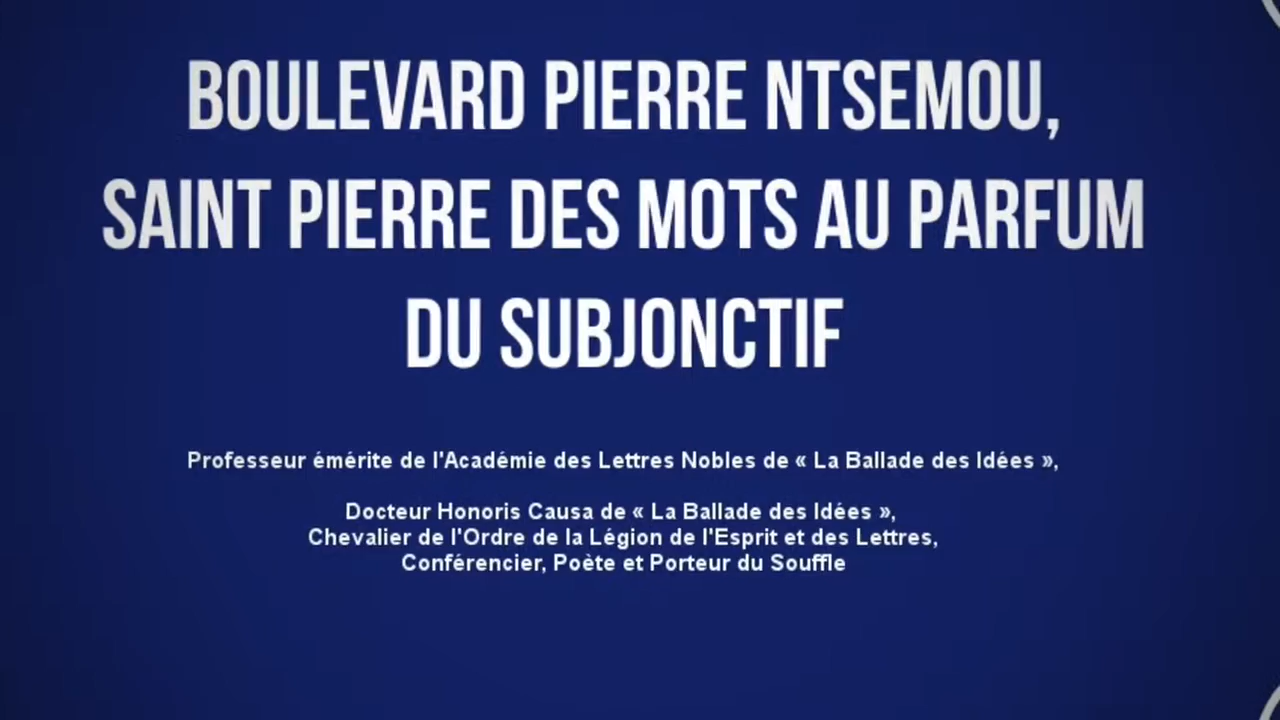 BOULEVARD PIERRE NTSEMOU,
SAINT PIERRE DES MOTS AU PARFUM
DU SUBJONCTIF
Professeur émérite de l'Académie des Lettres Nobles de « La Ballade des Idées »,
Docteur Honoris Causa de « La Ballade des Idées »,
Chevalier de l'Ordre de la Légion de l'Esprit et des Lettres,
Conférencier, Poète et Porteur du Souffle